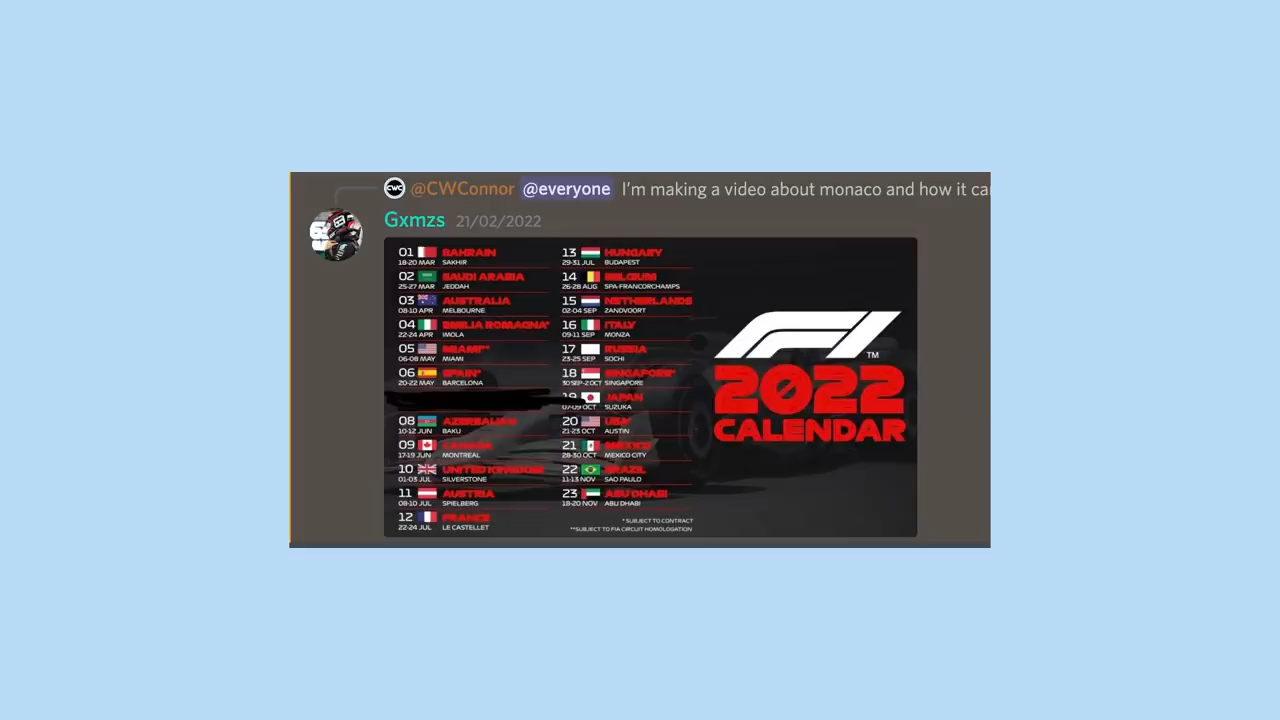 CWC @CWConnor @everyone I'm making a video about monaco and how it ca
Gxmzs 21/02/2022
01 BAHRAIN
18-20 MAR SAKHIR
02 SAUDI ARABIA
25-27 MAR JEDDAH
03 AUSTRALIA
08-10 APR MELBOURNE
04 EMILIA ROMAGNA*
22-24 APR IMOLA
05 MIAMI**
06-08 MAY MIAMI
06 SPAIN*
20-22 MAY BARCELONA
08 AZERBAIJAN
10-12 JUN BAKU
09 CANADA
17-19 JUN MONTREAL
10 UNITED KINGDOM
01-03 JUL SILVERSTONE
11 AUSTRIA
08-10 JUL SPIELBERG
12 FRANCE
22-24 JUL LE CASTELLET
13 HUNGARY
29-31 JUL BUDAPEST
14 BELGIUM
26-28 AUG SPA-FRANCORCHAMPS
15 NETHERLANDS
02-04 SEP ZANDVOORT
16 ITALY
09-11 SEP MONZA
17 RUSSIA
23-25 SEP SOCHI
18 SINGAPORE*
30 SEP-2 OCT SINGAPORE
19 JAPAN
07-09 OCT SUZUKA
20 USA
21-23 OCT AUSTIN
21 MEXICO
28-30 OCT MEXICO CITY
22 BRAZIL
11-13 NOV SAO PAULO
23 ABU DHABI
18-20 NOV ABU DHABI
* SUBJECT TO CONTRACT
**SUBJECT TO FIA CIRCUIT HOMOLOGATION
F1 TM
2022
CALENDAR
63